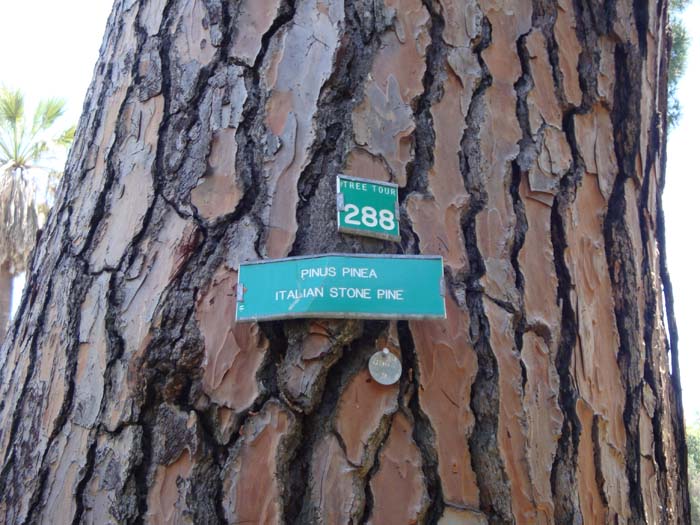 TREE TOUR
288
PINUS PINEA
ITALIAN STONE PINE